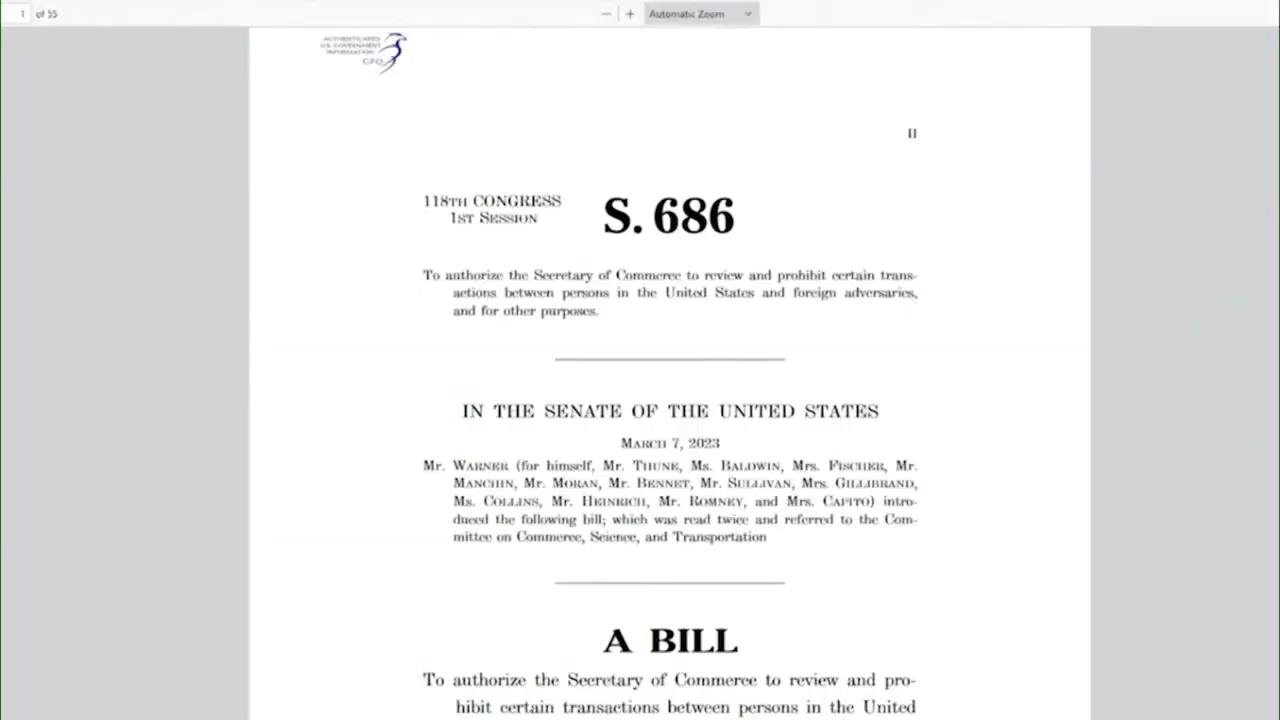 1 of 55
Automatic Zoom
AUTHENTICATED
U.S. GOVERNMENT
INFORMATION
GPO
II
118TH CONGRESS
1ST SESSION
S. 686
To authorize the Secretary of Commerce to review and prohibit certain trans-
actions between persons in the United States and foreign adversaries,
and for other purposes.
IN THE SENATE OF THE UNITED STATES
MARCH 7, 2023
Mr. WARNER (for himself, Mr. THUNE, Ms. BALDWIN, Mrs. FISCHER, Mr.
MANCHIN, Mr. MORAN, Mr. BENNET, Mr. SULLIVAN, Mrs. GILLIBRAND,
Ms. COLLINS, Mr. HEINRICH, Mr. ROMNEY, and Mrs. CAPITO) intro-
duced the following bill; which was read twice and referred to the Com-
mittee on Commerce, Science, and Transportation
A BILL
To authorize the Secretary of Commerce to review and pro-
hibit certain transactions between persons in the United